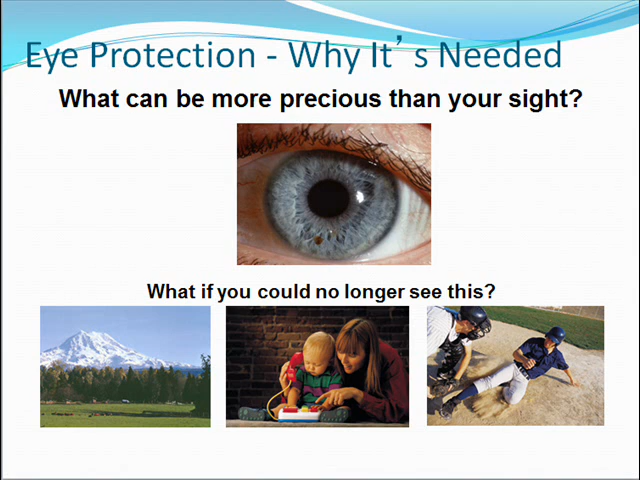 Eye Protection - Why It’s Needed
What can be more precious than your sight?
What if you could no longer see this?